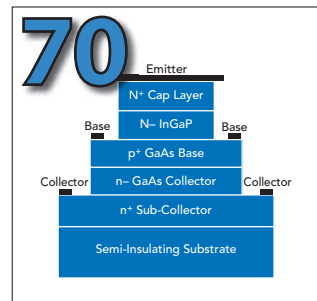 70
Emitter
N+ Cap Layer
N– InGaP
Base Base
p+ GaAs Base
n– GaAs Collector
Collector Collector
n+ Sub-Collector
Semi-Insulating Substrate